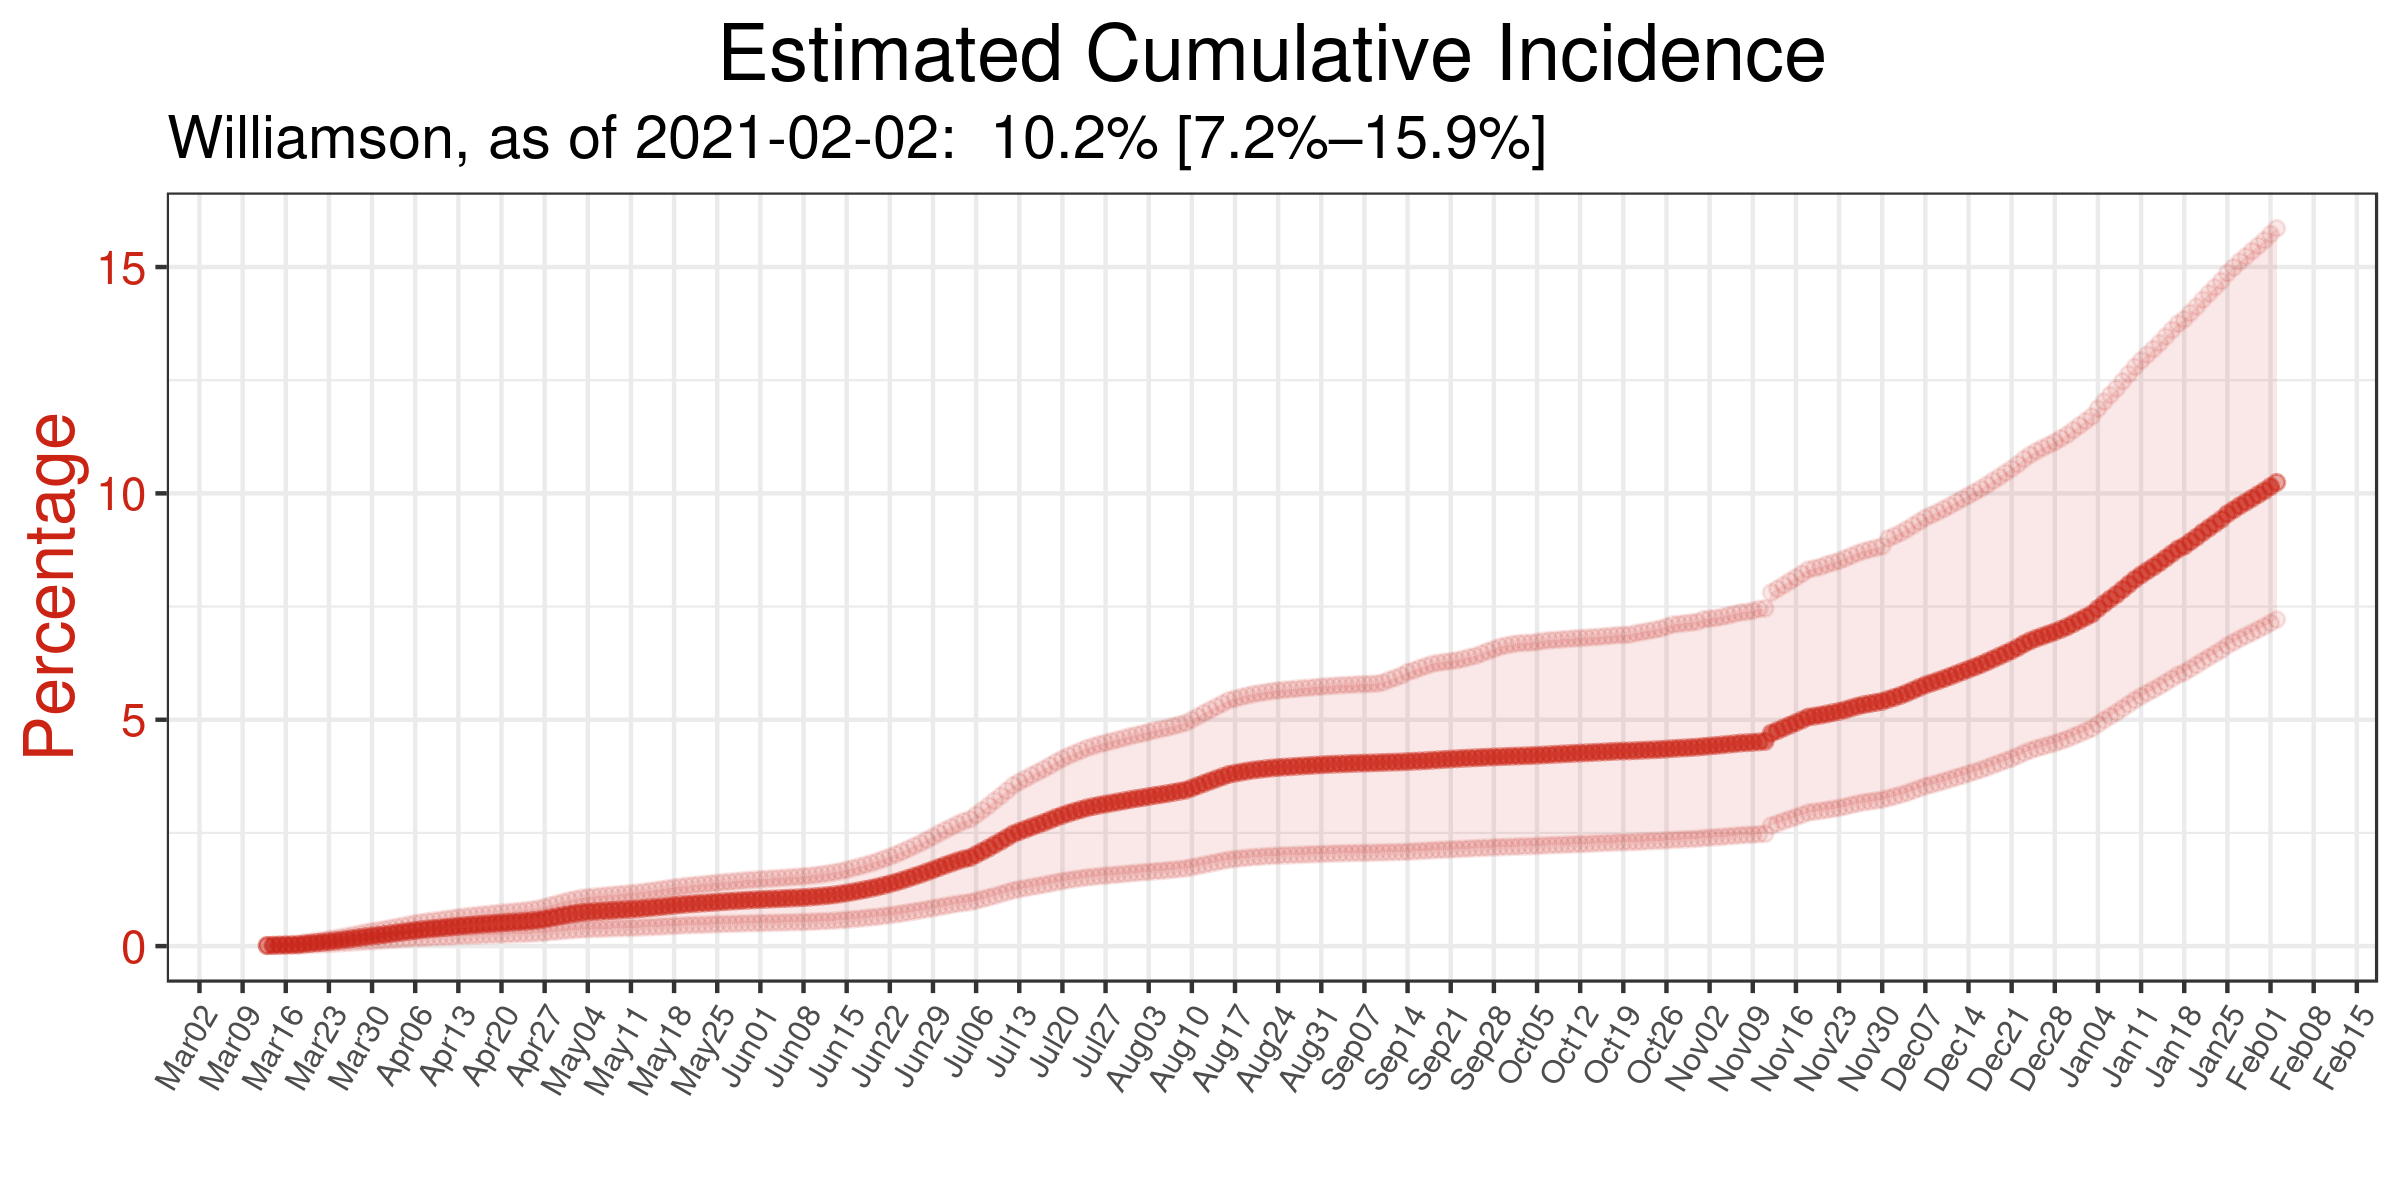 Estimated Cumulative Incidence
Williamson, as of 2021-02-02:  10.2% [7.2%–15.9%]
Percentage
15
10
5
0
Mar02
Mar09
Mar16
Mar23
Mar30
Apr06
Apr13
Apr20
Apr27
May04
May11
May18
May25
Jun01
Jun08
Jun15
Jun22
Jun29
Jul06
Jul13
Jul20
Jul27
Aug03
Aug10
Aug17
Aug24
Aug31
Sep07
Sep14
Sep21
Sep28
Oct05
Oct12
Oct19
Oct26
Nov02
Nov09
Nov16
Nov23
Nov30
Dec07
Dec14
Dec21
Dec28
Jan04
Jan11
Jan18
Jan25
Feb01
Feb08
Feb15